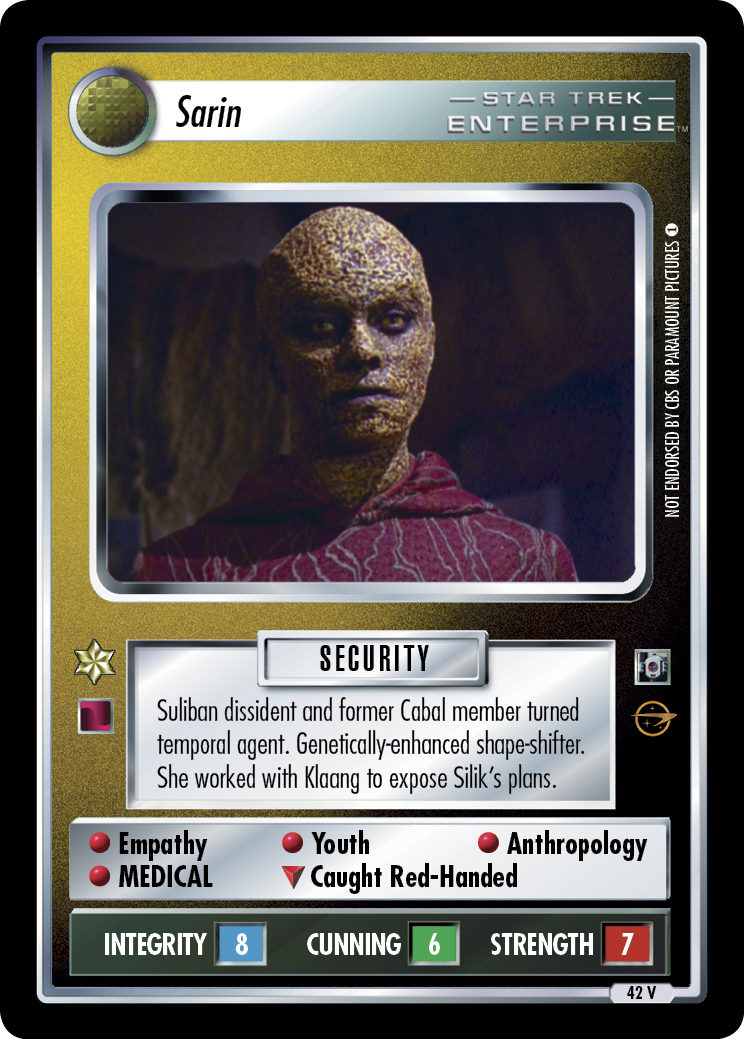 Sarin
STAR TREK
ENTERPRISE™
NOT ENDORSED BY CBS OR PARAMOUNT PICTURES 1
SECURITY
Suliban dissident and former Cabal member turned
temporal agent. Genetically-enhanced shape-shifter.
She worked with Klaang to expose Silik’s plans.
Empathy Youth Anthropology
MEDICAL Caught Red-Handed
INTEGRITY 8 CUNNING 6 STRENGTH 7
42 V